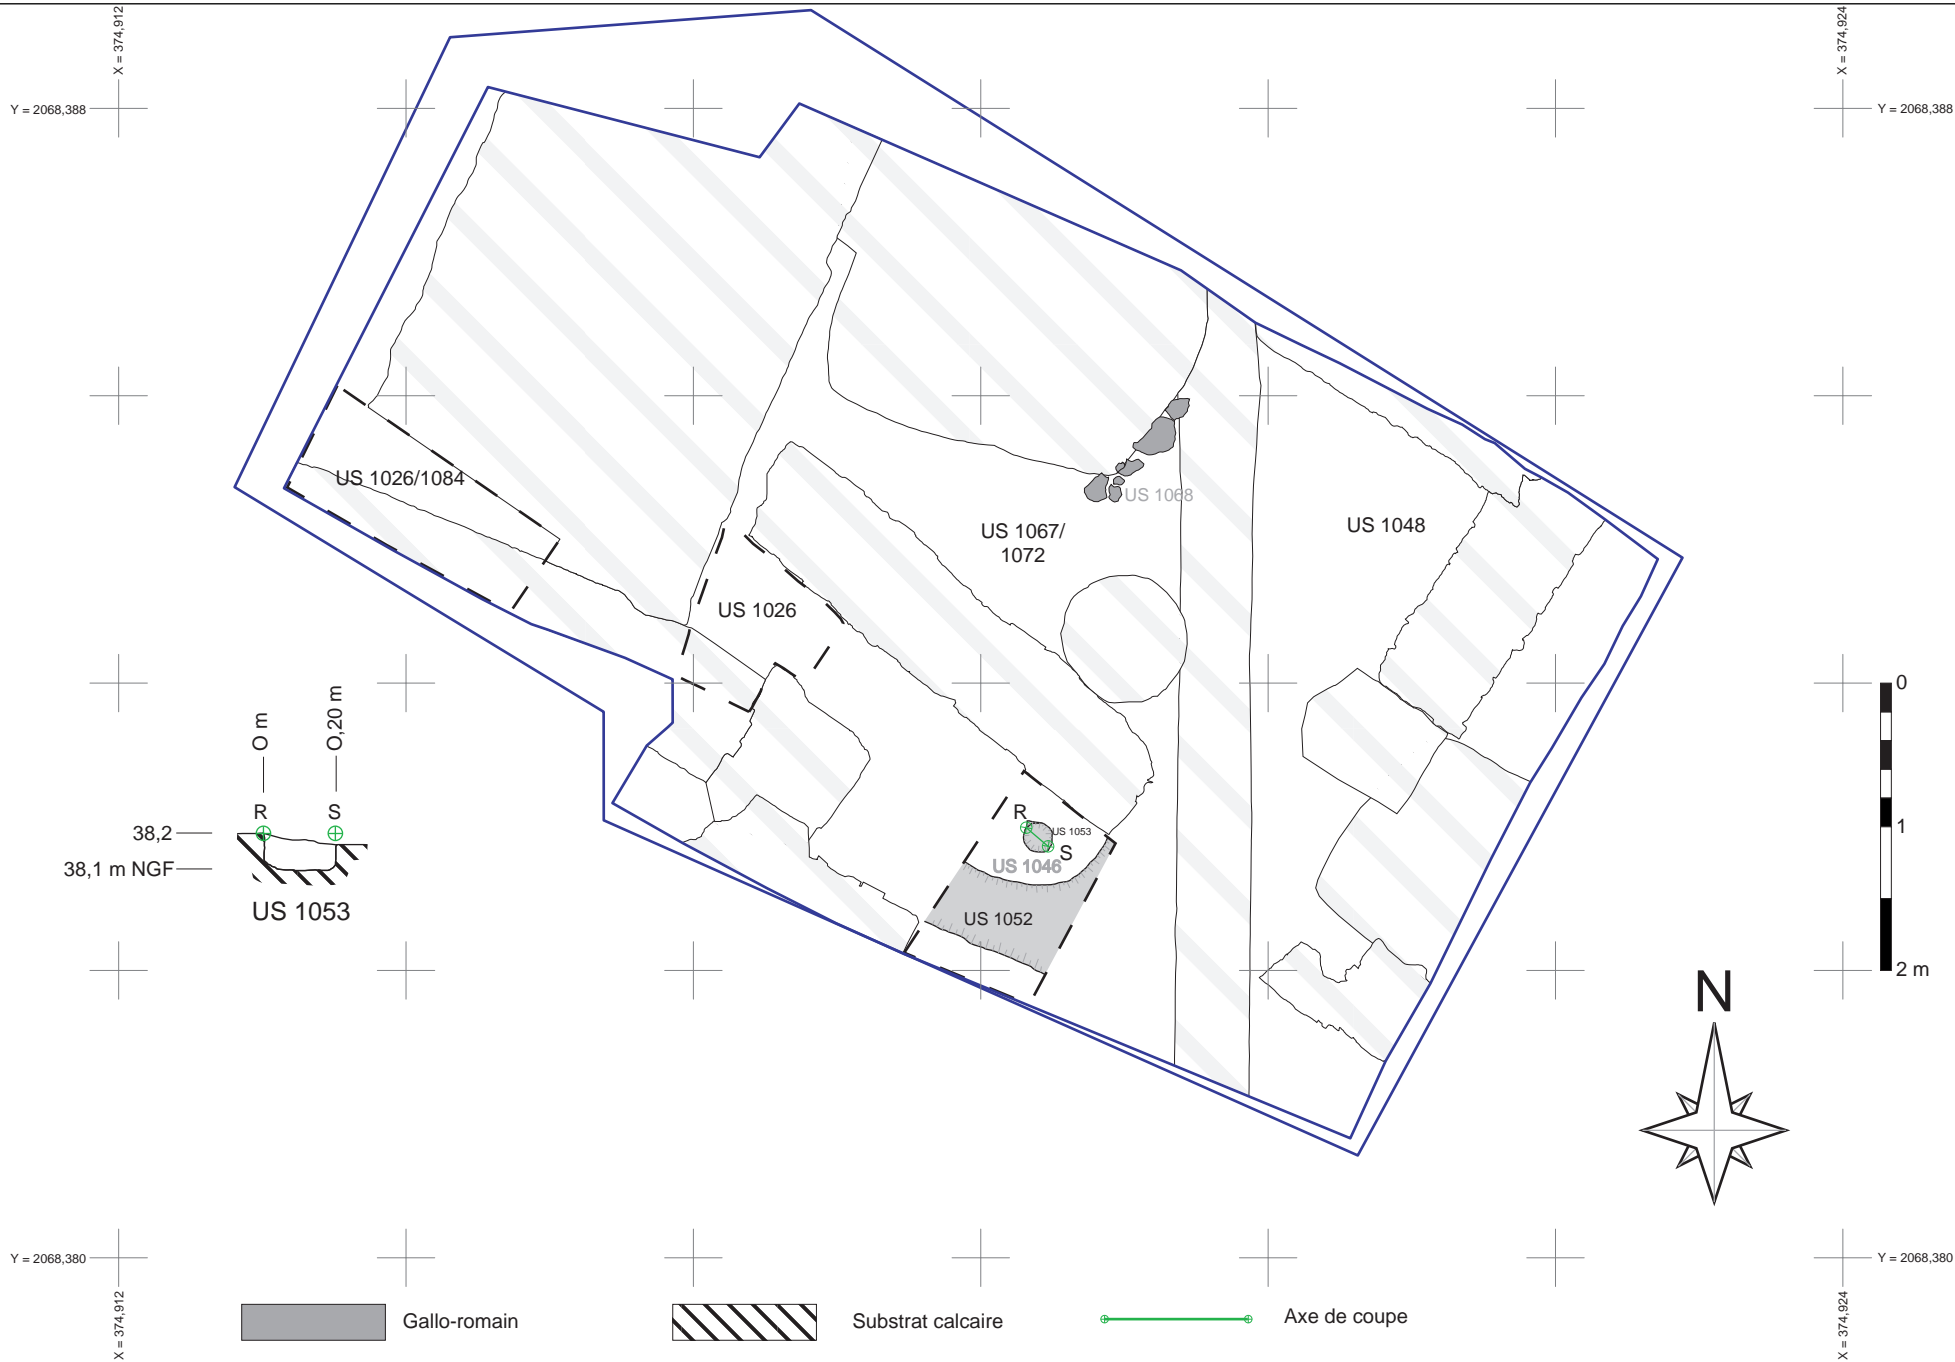 X = 374,912
X = 374,924
Y = 2068,388
Y = 2068,388
US 1026/1084
US 1068
US 1067/
1072
US 1048
US 1026
0
1
2 m
O m
O,20 m
R
S
38,2
38,1 m NGF
US 1053
R
US 1053
S
US 1046
US 1052
N
Y = 2068,380
Y = 2068,380
X = 374,912
X = 374,924
Gallo-romain
Substrat calcaire
Axe de coupe